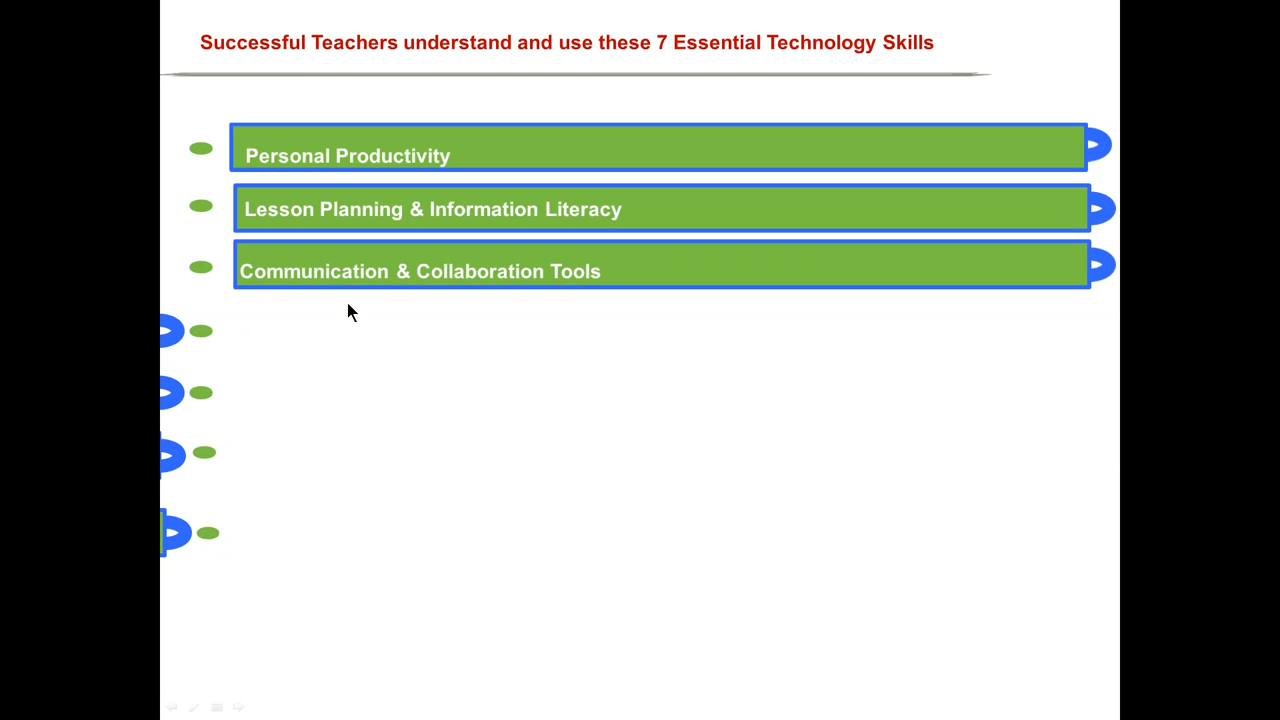 Successful Teachers understand and use these 7 Essential Technology Skills
Personal Productivity
Lesson Planning & Information Literacy
Communication & Collaboration Tools